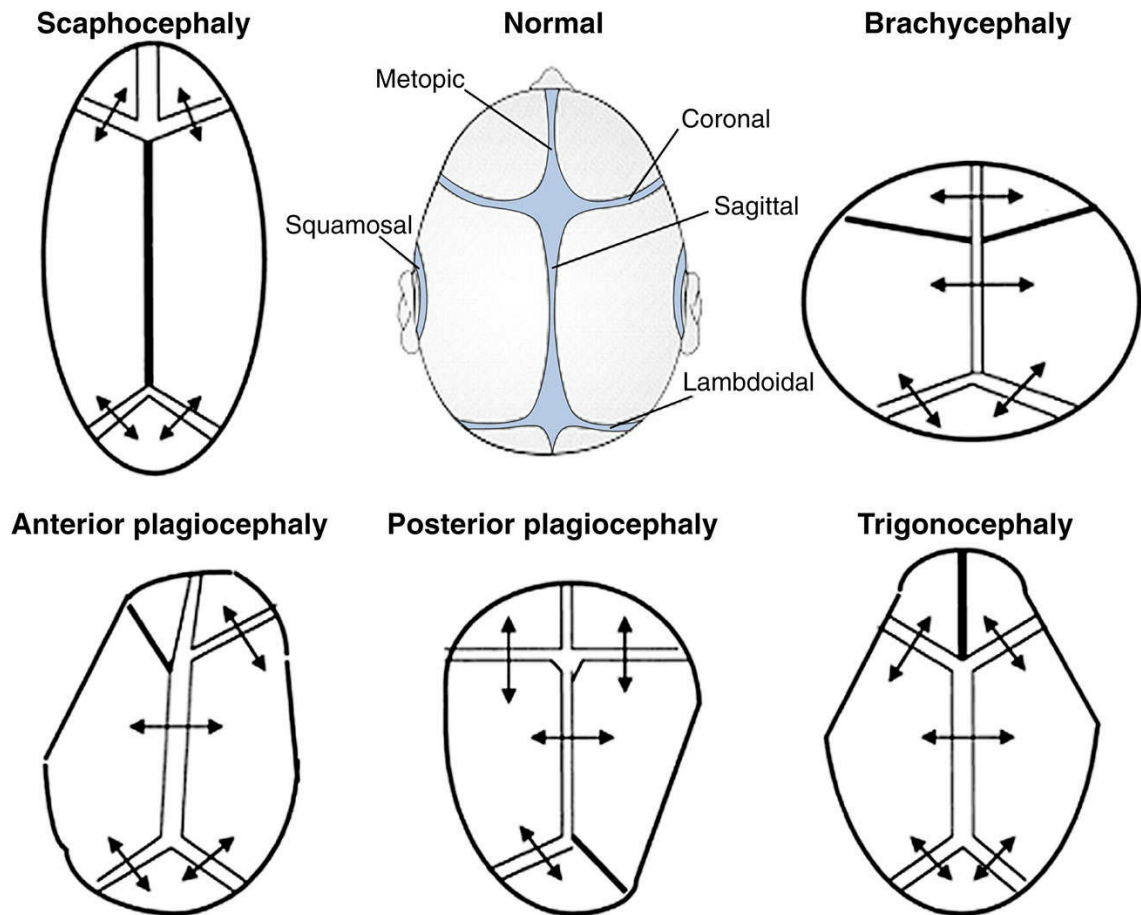 Scaphocephaly
Normal
Brachycephaly
Metopic
Coronal
Squamosal
Sagittal
Lambdoidal
Anterior plagiocephaly
Posterior plagiocephaly
Trigonocephaly